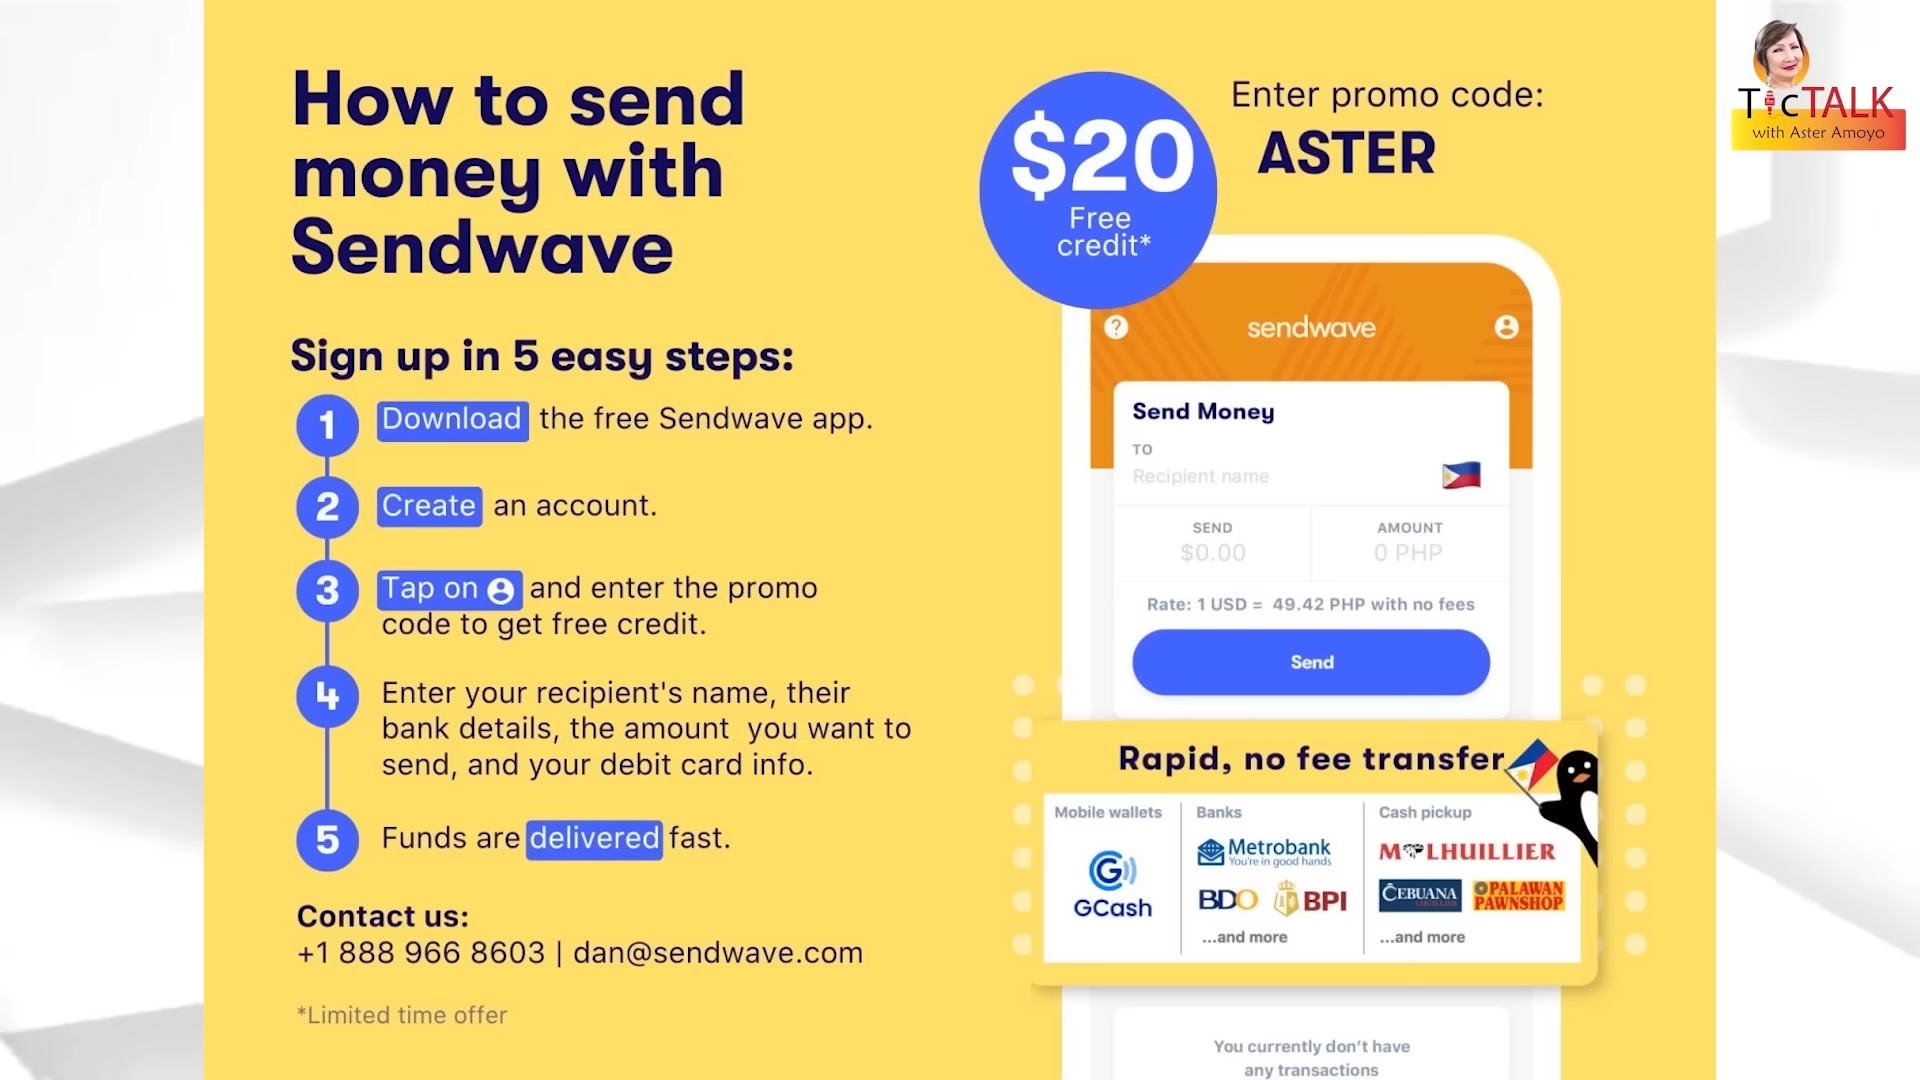 How to send
money with
Sendwave
Sign up in 5 easy steps:
1 Download the free Sendwave app.
2 Create an account.
3 Tap on and enter the promo
code to get free credit.
4 Enter your recipient's name, their
bank details, the amount you want to
send, and your debit card info.
5 Funds are delivered fast.
Contact us:
+1 888 966 8603 | dan@sendwave.com
*Limited time offer
$20
Free
credit*
Enter promo code:
ASTER
? sendwave
Send Money
TO
Recipient name
SEND AMOUNT
$0.00 0 PHP
Rate: 1 USD = 49.42 PHP with no fees
Send
Rapid, no fee transfer
Mobile wallets
GCash
Banks
Metrobank
You're in good hands
BDO BPI
...and more
Cash pickup
M LHUILLIER
CEBUANA
LHUILLIER
PALAWAN
PAWNSHOP
...and more
You currently don't have
any transactions
TicTALK
with Aster Amoyo